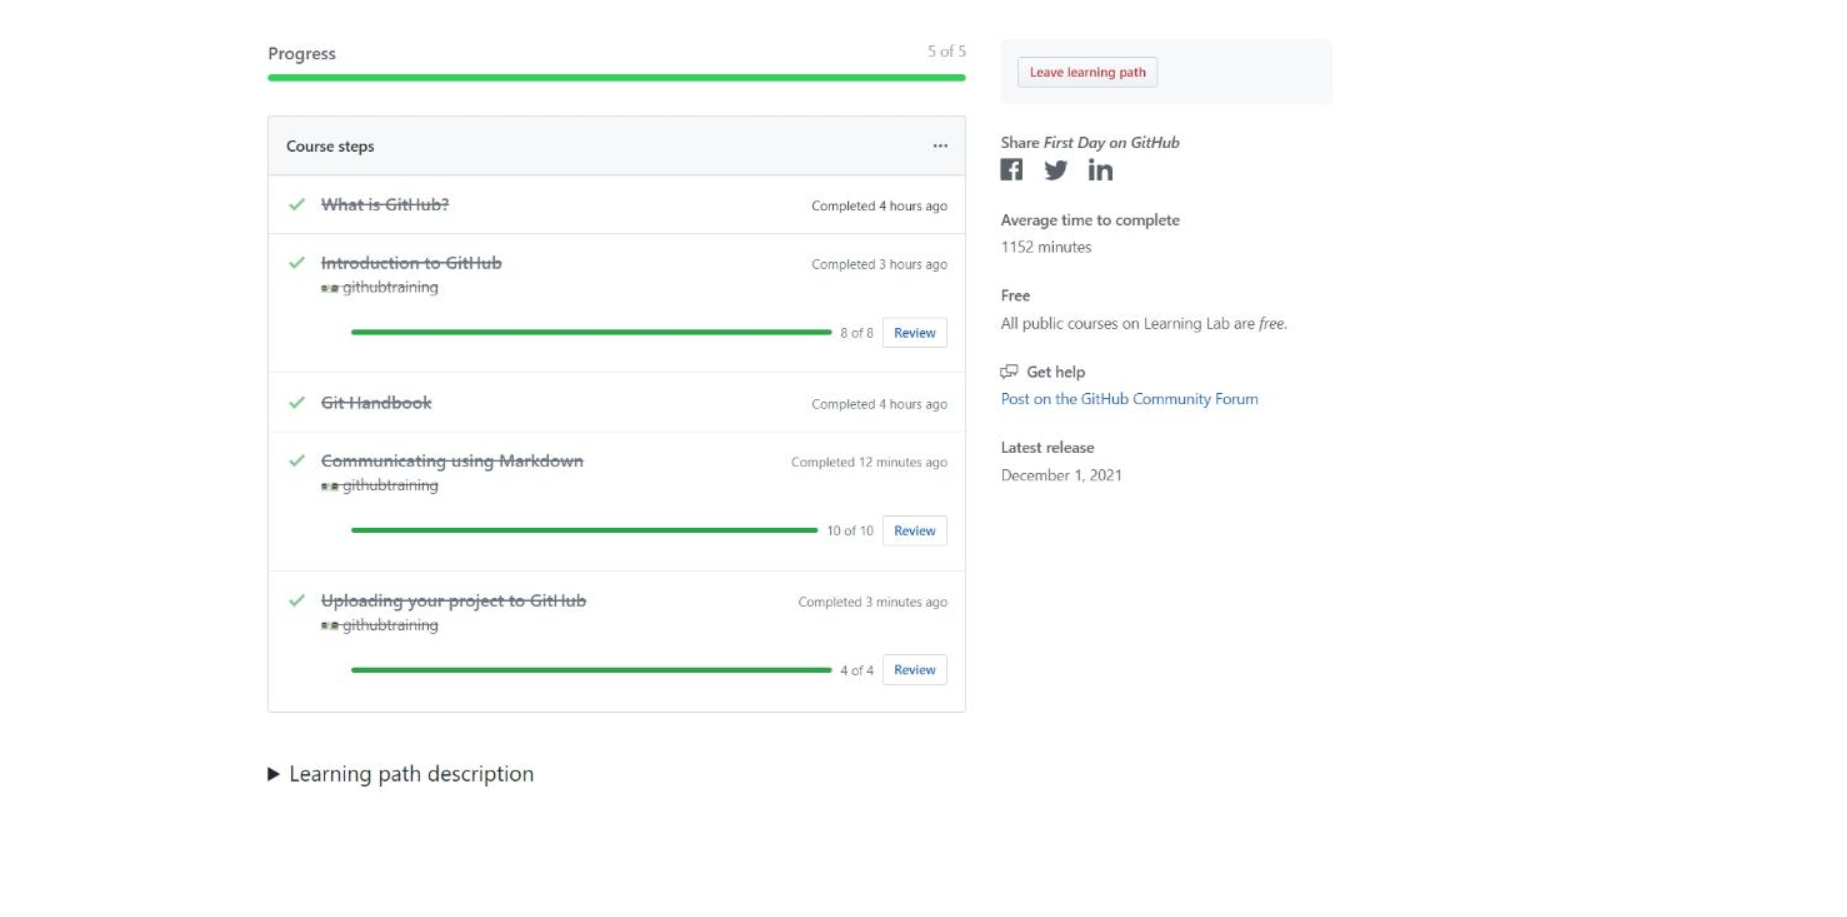 Progress
5 of 5
Course steps
...
What is GitHub?
Completed 4 hours ago
Introduction to GitHub
Completed 3 hours ago
githubtraining
8 of 8
Review
Git Handbook
Completed 4 hours ago
Communicating using Markdown
Completed 12 minutes ago
githubtraining
10 of 10
Review
Uploading your project to GitHub
Completed 3 minutes ago
githubtraining
4 of 4
Review
Learning path description
Leave learning path
Share First Day on GitHub
Average time to complete
1152 minutes
Free
All public courses on Learning Lab are free.
Get help
Post on the GitHub Community Forum
Latest release
December 1, 2021